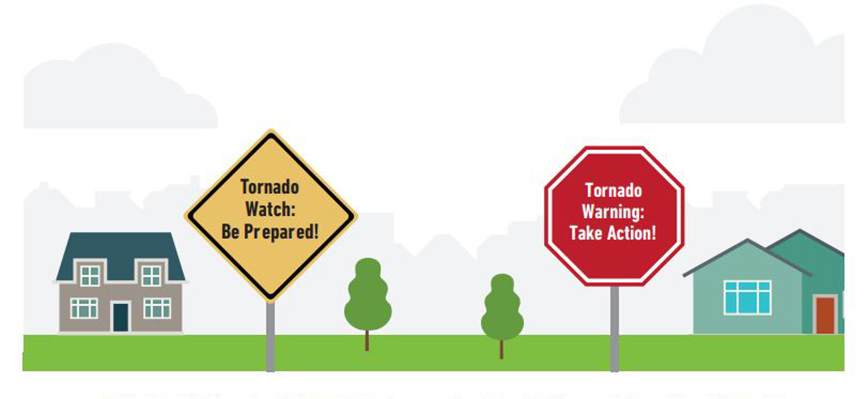 Tornado
Watch:
Be Prepared!
Tornado
Warning:
Take Action!